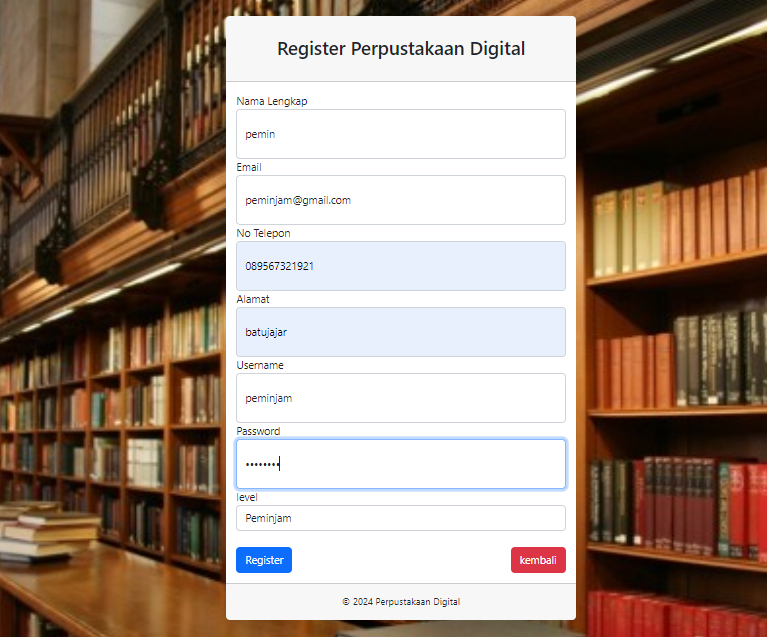 Register Perpustakaan Digital
Nama Lengkap
pemin
Email
peminjam@gmail.com
No Telepon
089567321921
Alamat
batujajar
Username
peminjam
Password
••••••••
level
Peminjam
Register kembali
© 2024 Perpustakaan Digital